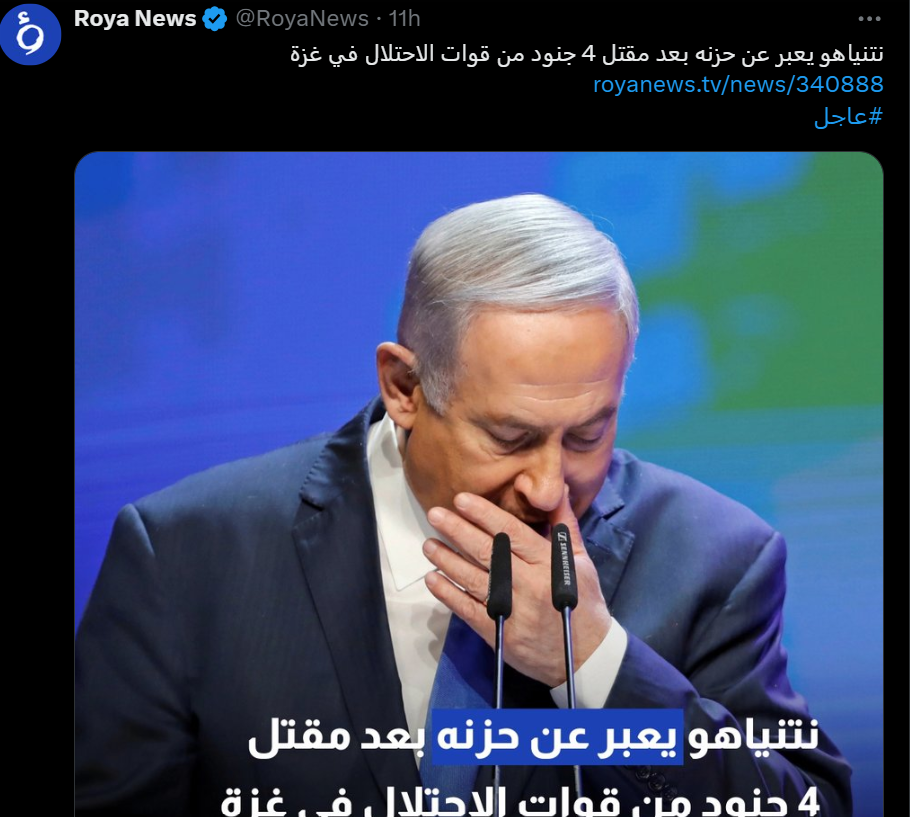 Roya News @RoyaNews · 11h
نتنياهو يعبر عن حزنه بعد مقتل 4 جنود من قوات الاحتلال في غزة
royanews.tv/news/340888
#عاجل
SENNHEISER
نتنياهو يعبر عن حزنه بعد مقتل
4 جنود من قوات الاحتلال في غزة